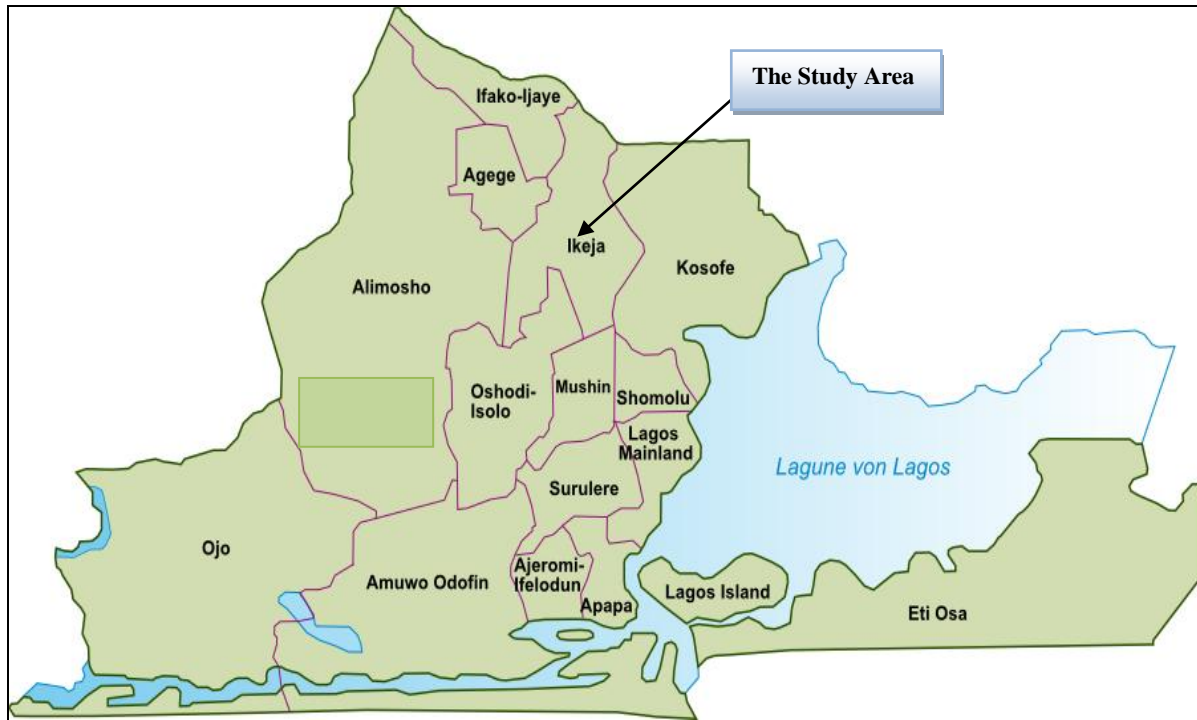 The Study Area
Ifako-Ijaye
Agege
Ikeja
Kosofe
Alimosho
Oshodi-
Isolo
Mushin
Shomolu
Lagos
Mainland
Lagune von Lagos
Surulere
Ojo
Amuwo Odofin
Ajeromi-
Ifelodun
Apapa
Lagos Island
Eti Osa